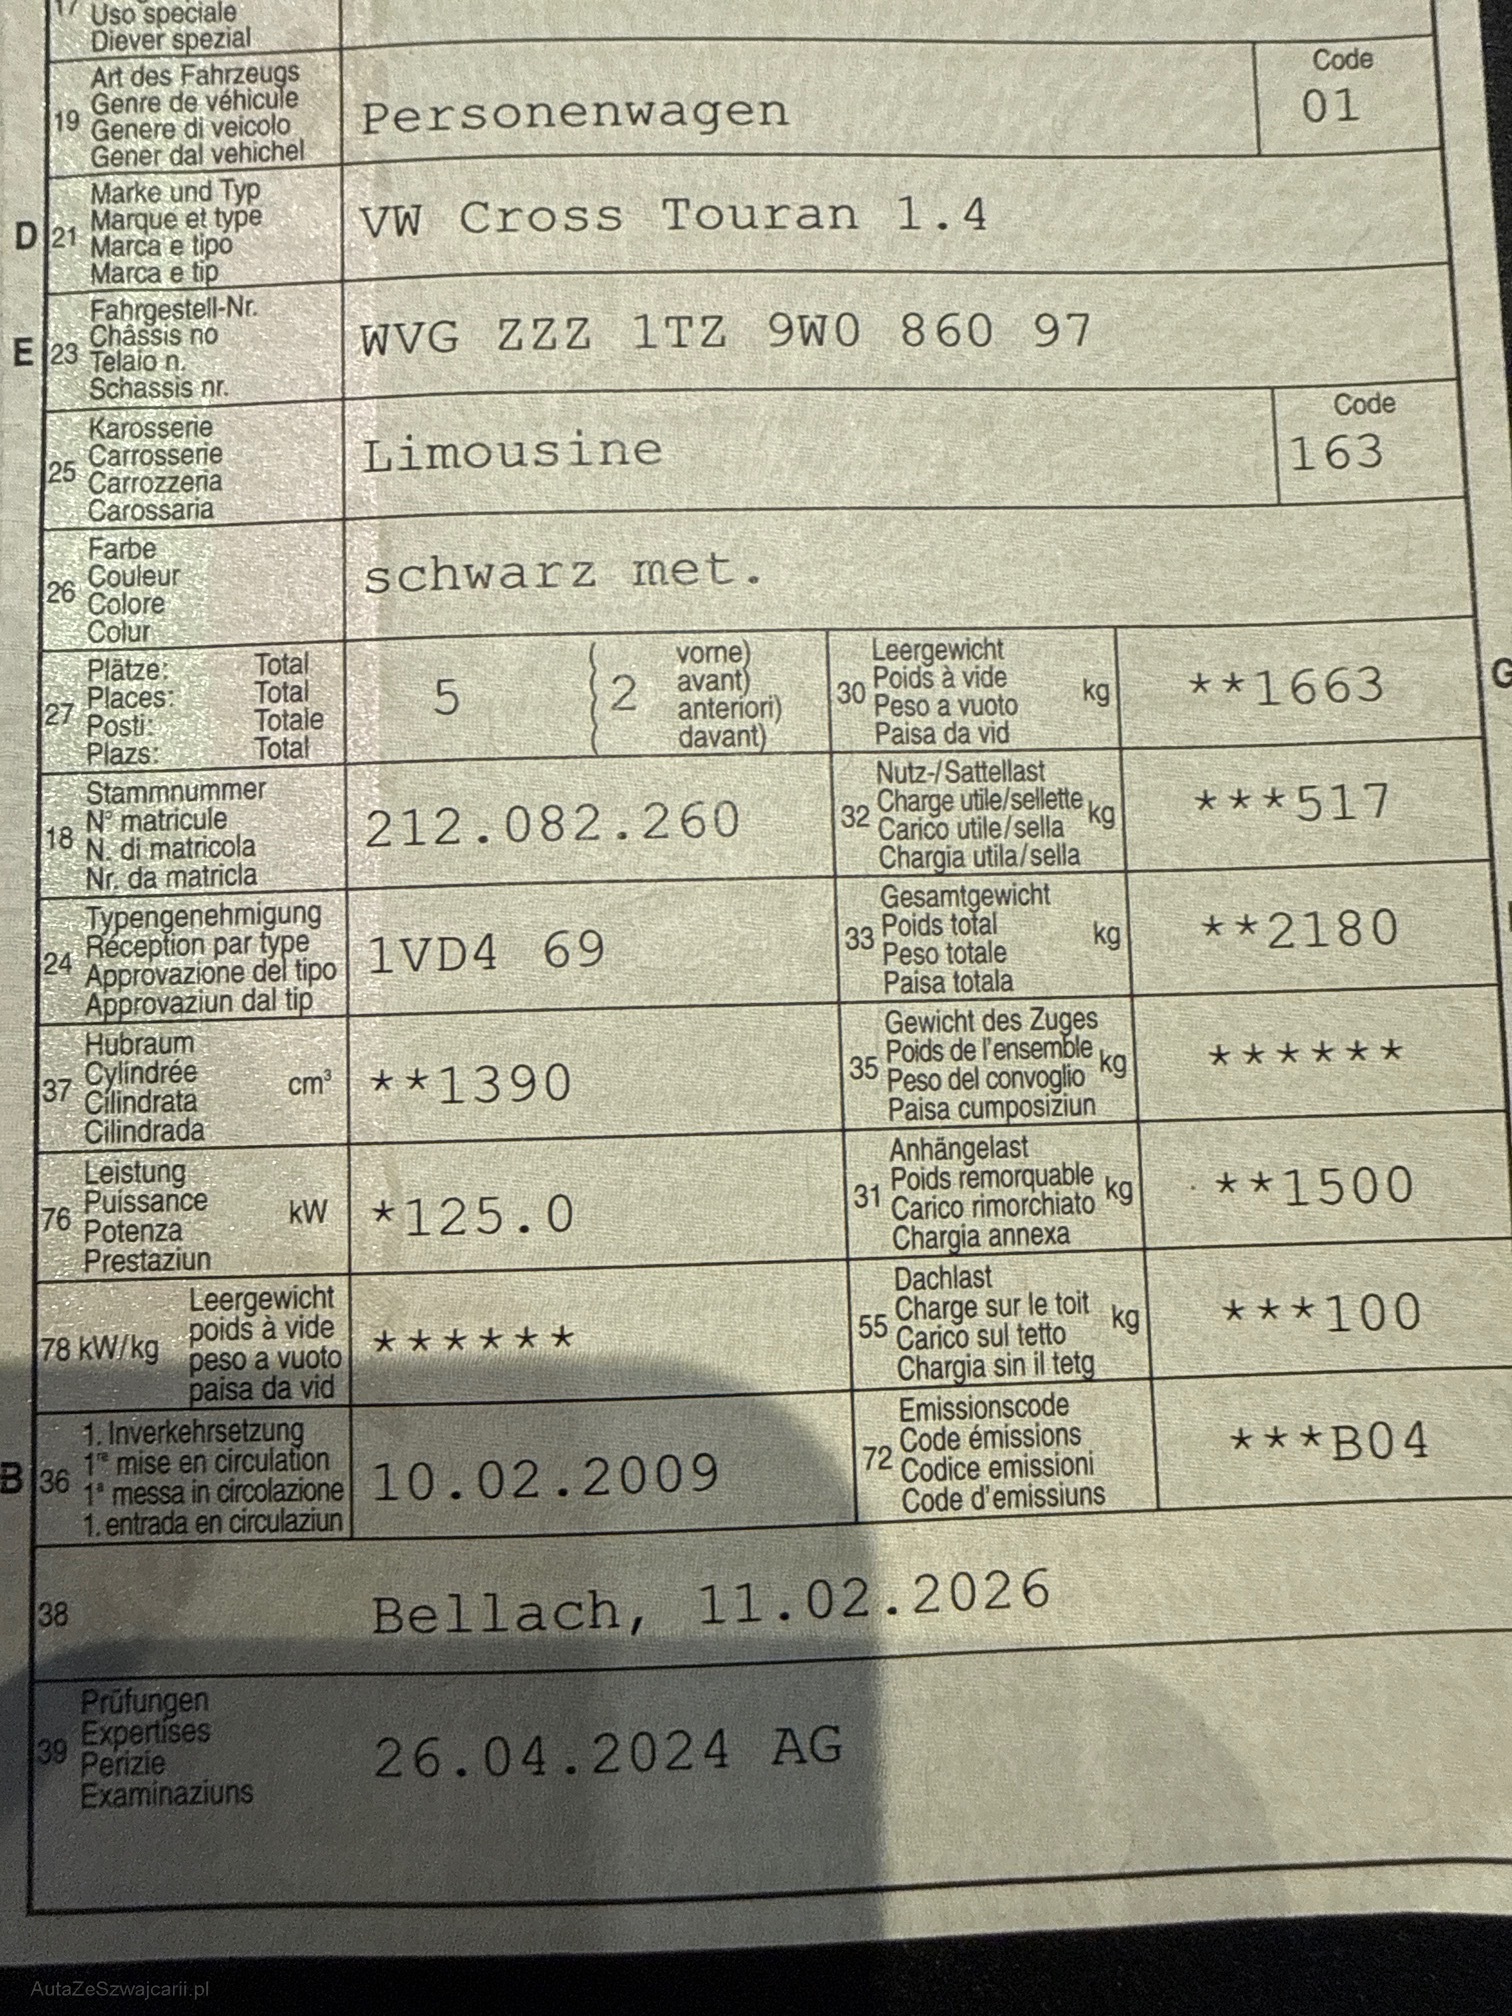 17 Uso speciale
Diever spezial
19 Art des Fahrzeugs
Genre de véhicule
Genere di veicolo
Gener dal vehichel
Personenwagen
Code
01
D 21 Marke und Typ
Marque et type
Marca e tipo
Marca e tip
VW Cross Touran 1.4
E 23 Fahrgestell-Nr.
Châssis no
Telaio n.
Schassis nr.
WVG ZZZ 1TZ 9W0 860 97
25 Karosserie
Carrosserie
Carrozzeria
Carossaria
Limousine
Code
163
26 Farbe
Couleur
Colore
Colur
schwarz met.
27 Plätze: Total
Places: Total
Posti: Totale
Plazs: Total
5
2
vorne)
avant)
anteriori)
davant)
30 Leergewicht
Poids à vide
Peso a vuoto
Paisa da vid
kg
**1663
G
18 Stammnummer
N° matricule
N. di matricola
Nr. da matricla
212.082.260
32 Nutz-/Sattellast
Charge utile/sellette
Carico utile/sella
Chargia utila/sella
kg
***517
24 Typengenehmigung
Réception par type
Approvazione del tipo
Approvaziun dal tip
1VD4 69
33 Gesamtgewicht
Poids total
Peso totale
Paisa totala
kg
**2180
37 Hubraum
Cylindrée
Cilindrata
Cilindrada
cm³
**1390
35 Gewicht des Zuges
Poids de l'ensemble
Peso del convoglio
Paisa cumposiziun
kg
******
76 Leistung
Puissance
Potenza
Prestaziun
kW
*125.0
31 Anhängelast
Poids remorquable
Carico rimorchiato
Chargia annexa
kg
**1500
78 kW/kg
Leergewicht
poids à vide
peso a vuoto
paisa da vid
******
55 Dachlast
Charge sur le toit
Carico sul tetto
Chargia sin il tetg
kg
***100
B 36 1. Inverkehrsetzung
1re mise en circulation
1a messa in circolazione
1. entrada en circulaziun
10.02.2009
72 Emissionscode
Code émissions
Codice emissioni
Code d'emissiuns
***B04
38
Bellach, 11.02.2026
39 Prüfungen
Expertises
Perizie
Examinaziuns
26.04.2024 AG
AutaZeSzwajcarii.pl